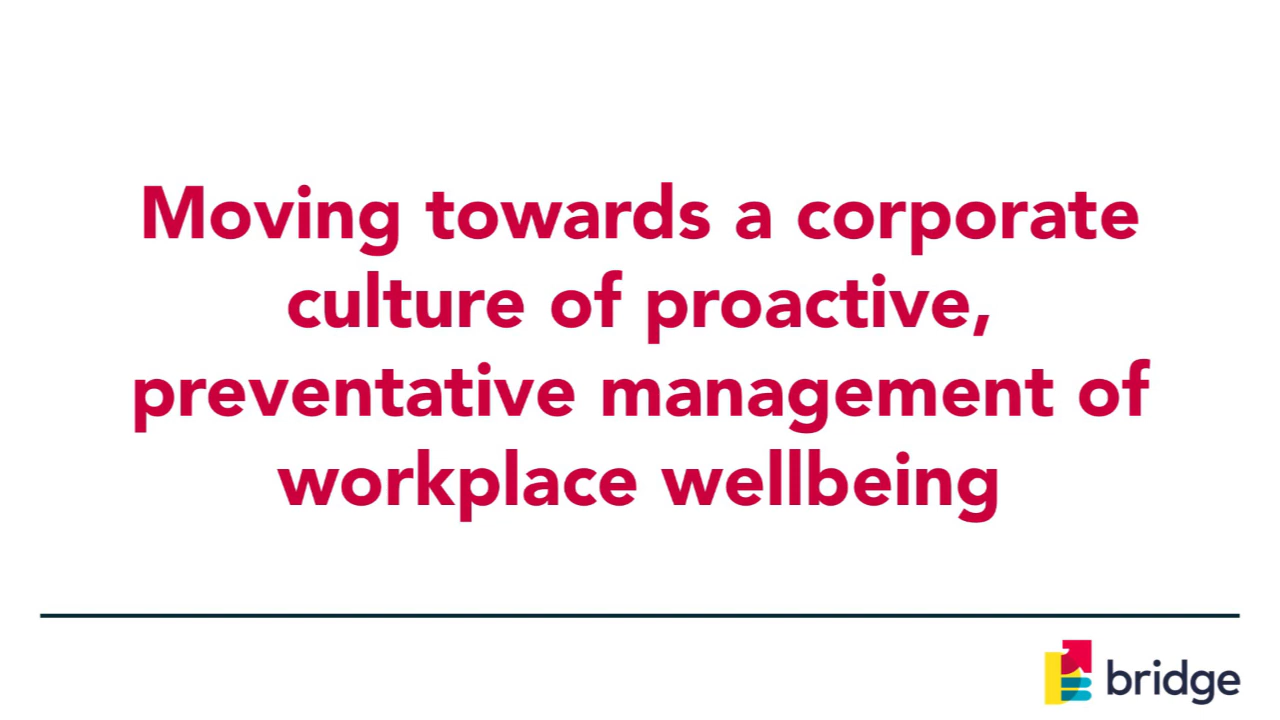 Moving towards a corporate
culture of proactive,
preventative management of
workplace wellbeing
bridge